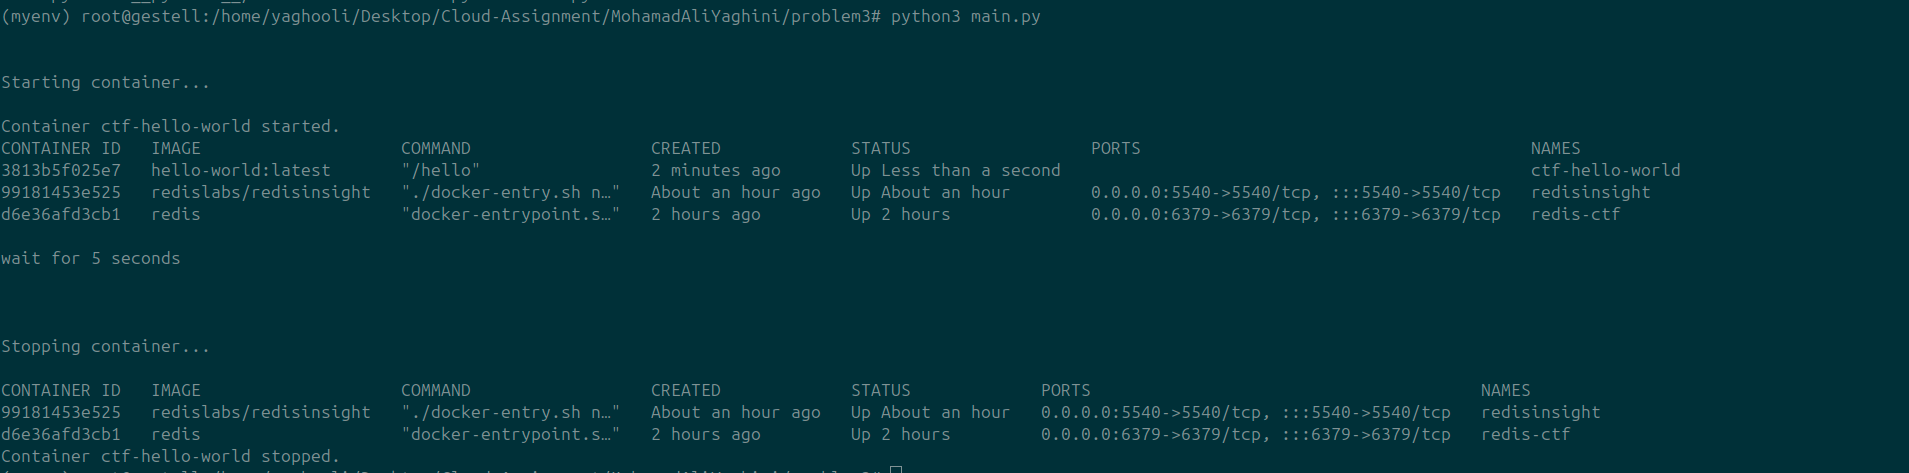 (myenv) root@gestell:/home/yaghooli/Desktop/Cloud-Assignment/MohamadAliYaghini/problem3# python3 main.py
Starting container...
Container ctf-hello-world started.
CONTAINER ID   IMAGE                    COMMAND                  CREATED             STATUS                  PORTS                                       NAMES
3813b5f025e7   hello-world:latest       "/hello"                 2 minutes ago       Up Less than a second                                               ctf-hello-world
99181453e525   redislabs/redisinsight   "./docker-entry.sh n…"   About an hour ago   Up About an hour        0.0.0.0:5540->5540/tcp, :::5540->5540/tcp   redisinsight
d6e36afd3cb1   redis                    "docker-entrypoint.s…"   2 hours ago         Up 2 hours              0.0.0.0:6379->6379/tcp, :::6379->6379/tcp   redis-ctf
wait for 5 seconds
Stopping container...
CONTAINER ID   IMAGE                    COMMAND                  CREATED             STATUS             PORTS                                       NAMES
99181453e525   redislabs/redisinsight   "./docker-entry.sh n…"   About an hour ago   Up About an hour   0.0.0.0:5540->5540/tcp, :::5540->5540/tcp   redisinsight
d6e36afd3cb1   redis                    "docker-entrypoint.s…"   2 hours ago         Up 2 hours         0.0.0.0:6379->6379/tcp, :::6379->6379/tcp   redis-ctf
Container ctf-hello-world stopped.